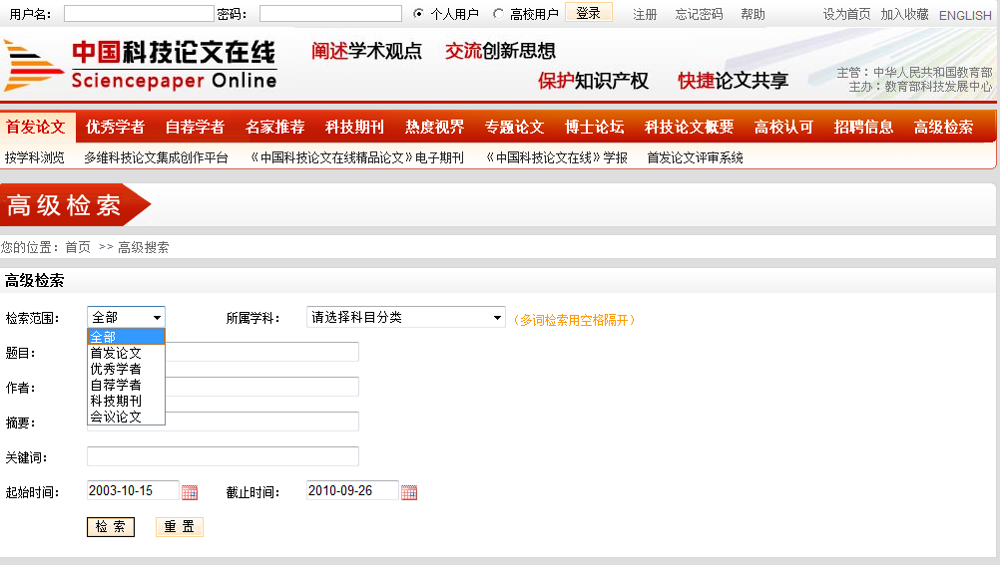 用户名： 密码： 个人用户 高校用户 登录 注册 忘记密码 帮助 设为首页 加入收藏 ENGLISH
中国科技论文在线
Sciencepaper Online
阐述学术观点 交流创新思想
保护知识产权 快捷论文共享
主管：中华人民共和国教育部
主办：教育部科技发展中心
首发论文 优秀学者 自荐学者 名家推荐 科技期刊 热度视界 专题论文 博士论坛 科技论文概要 高校认可 招聘信息 高级检索
按学科浏览 多维科技论文集成创作平台 《中国科技论文在线精品论文》电子期刊 《中国科技论文在线》学报 首发论文评审系统
高级检索
您的位置：首页 >> 高级搜索
高级检索
检索范围： 全部 所属学科： 请选择科目分类 （多词检索用空格隔开）
全部
首发论文
优秀学者
自荐学者
科技期刊
会议论文
题目：
作者：
摘要：
关键词：
起始时间： 2003-10-15 截止时间： 2010-09-26
检 索 重 置